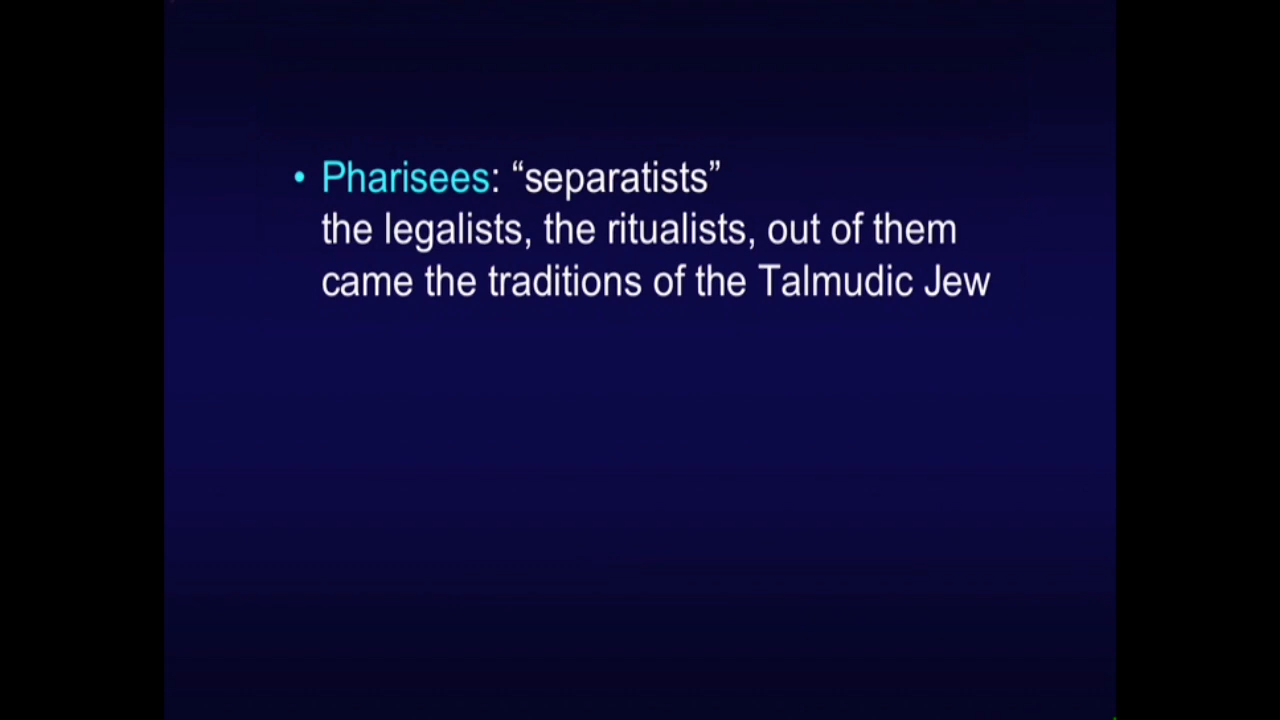 • Pharisees: “separatists”
the legalists, the ritualists, out of them
came the traditions of the Talmudic Jew